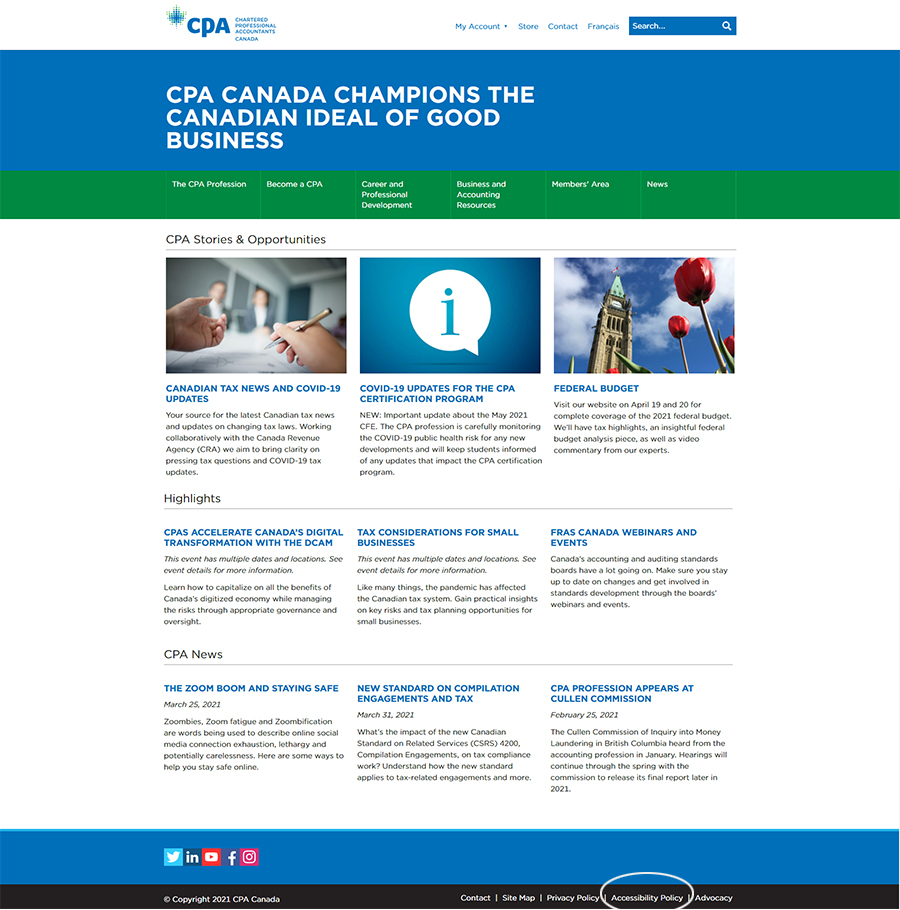 CPA CHARTERED
PROFESSIONAL
ACCOUNTANTS
CANADA
My Account Store Contact Français Search...
CPA CANADA CHAMPIONS THE
CANADIAN IDEAL OF GOOD
BUSINESS
The CPA Profession
Become a CPA
Career and
Professional
Development
Business and
Accounting
Resources
Members' Area
News
CPA Stories & Opportunities
i
CANADIAN TAX NEWS AND COVID-19
UPDATES
Your source for the latest Canadian tax news
and updates on changing tax laws. Working
collaboratively with the Canada Revenue
Agency (CRA) we aim to bring clarity on
pressing tax questions and COVID-19 tax
updates.
COVID-19 UPDATES FOR THE CPA
CERTIFICATION PROGRAM
NEW: Important update about the May 2021
CFE. The CPA profession is carefully monitoring
the COVID-19 public health risk for any new
developments and will keep students informed
of any updates that impact the CPA certification
program.
FEDERAL BUDGET
Visit our website on April 19 and 20 for
complete coverage of the 2021 federal budget.
We'll have tax highlights, an insightful federal
budget analysis piece, as well as video
commentary from our experts.
Highlights
CPAS ACCELERATE CANADA'S DIGITAL
TRANSFORMATION WITH THE DCAM
This event has multiple dates and locations. See
event details for more information.
Learn how to capitalize on all the benefits of
Canada's digitized economy while managing
the risks through appropriate governance and
oversight.
TAX CONSIDERATIONS FOR SMALL
BUSINESSES
This event has multiple dates and locations. See
event details for more information.
Like many things, the pandemic has affected
the Canadian tax system. Gain practical insights
on key risks and tax planning opportunities for
small businesses.
FRAS CANADA WEBINARS AND
EVENTS
Canada's accounting and auditing standards
boards have a lot going on. Make sure you stay
up to date on changes and get involved in
standards development through the boards'
webinars and events.
CPA News
THE ZOOM BOOM AND STAYING SAFE
March 25, 2021
Zoombies, Zoom fatigue and Zoombification
are words being used to describe online social
media connection exhaustion, lethargy and
potentially carelessness. Here are some ways to
help you stay safe online.
NEW STANDARD ON COMPILATION
ENGAGEMENTS AND TAX
March 31, 2021
What's the impact of the new Canadian
Standard on Related Services (CSRS) 4200,
Compilation Engagements, on tax compliance
work? Understand how the new standard
applies to tax-related engagements and more.
CPA PROFESSION APPEARS AT
CULLEN COMMISSION
February 25, 2021
The Cullen Commission of Inquiry into Money
Laundering in British Columbia heard from the
accounting profession in January. Hearings will
continue through the spring with the
commission to release its final report later in
2021.
in f
© Copyright 2021 CPA Canada Contact | Site Map | Privacy Policy | Accessibility Policy | Advocacy